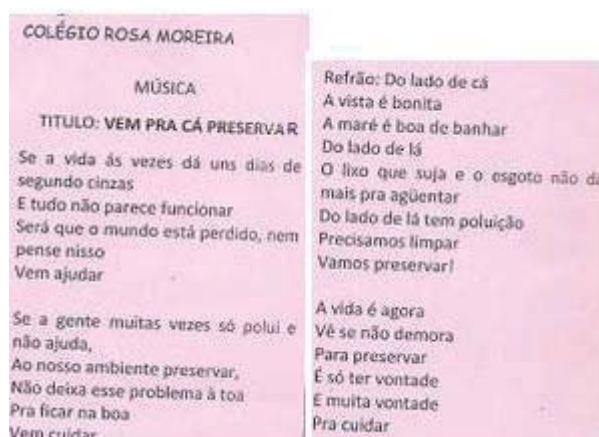 COLÉGIO ROSA MOREIRA
MÚSICA
TITULO: VEM PRA CÁ PRESERVAR
Se a vida ás vezes dá uns dias de
segundo cinzas
E tudo não parece funcionar
Será que o mundo está perdido, nem
pense nisso
Vem ajudar
Se a gente muitas vezes só polui e
não ajuda,
Ao nosso ambiente preservar,
Não deixa esse problema à toa
Pra ficar na boa
Vem cuidar
Refrão: Do lado de cá
A vista é bonita
A maré é boa de banhar
Do lado de lá
O lixo que suja e o esgoto não dá
mais pra agüentar
Do lado de lá tem poluição
Precisamos limpar
Vamos preservar!
A vida é agora
Vê se não demora
Para preservar
É só ter vontade
E muita vontade
Pra cuidar